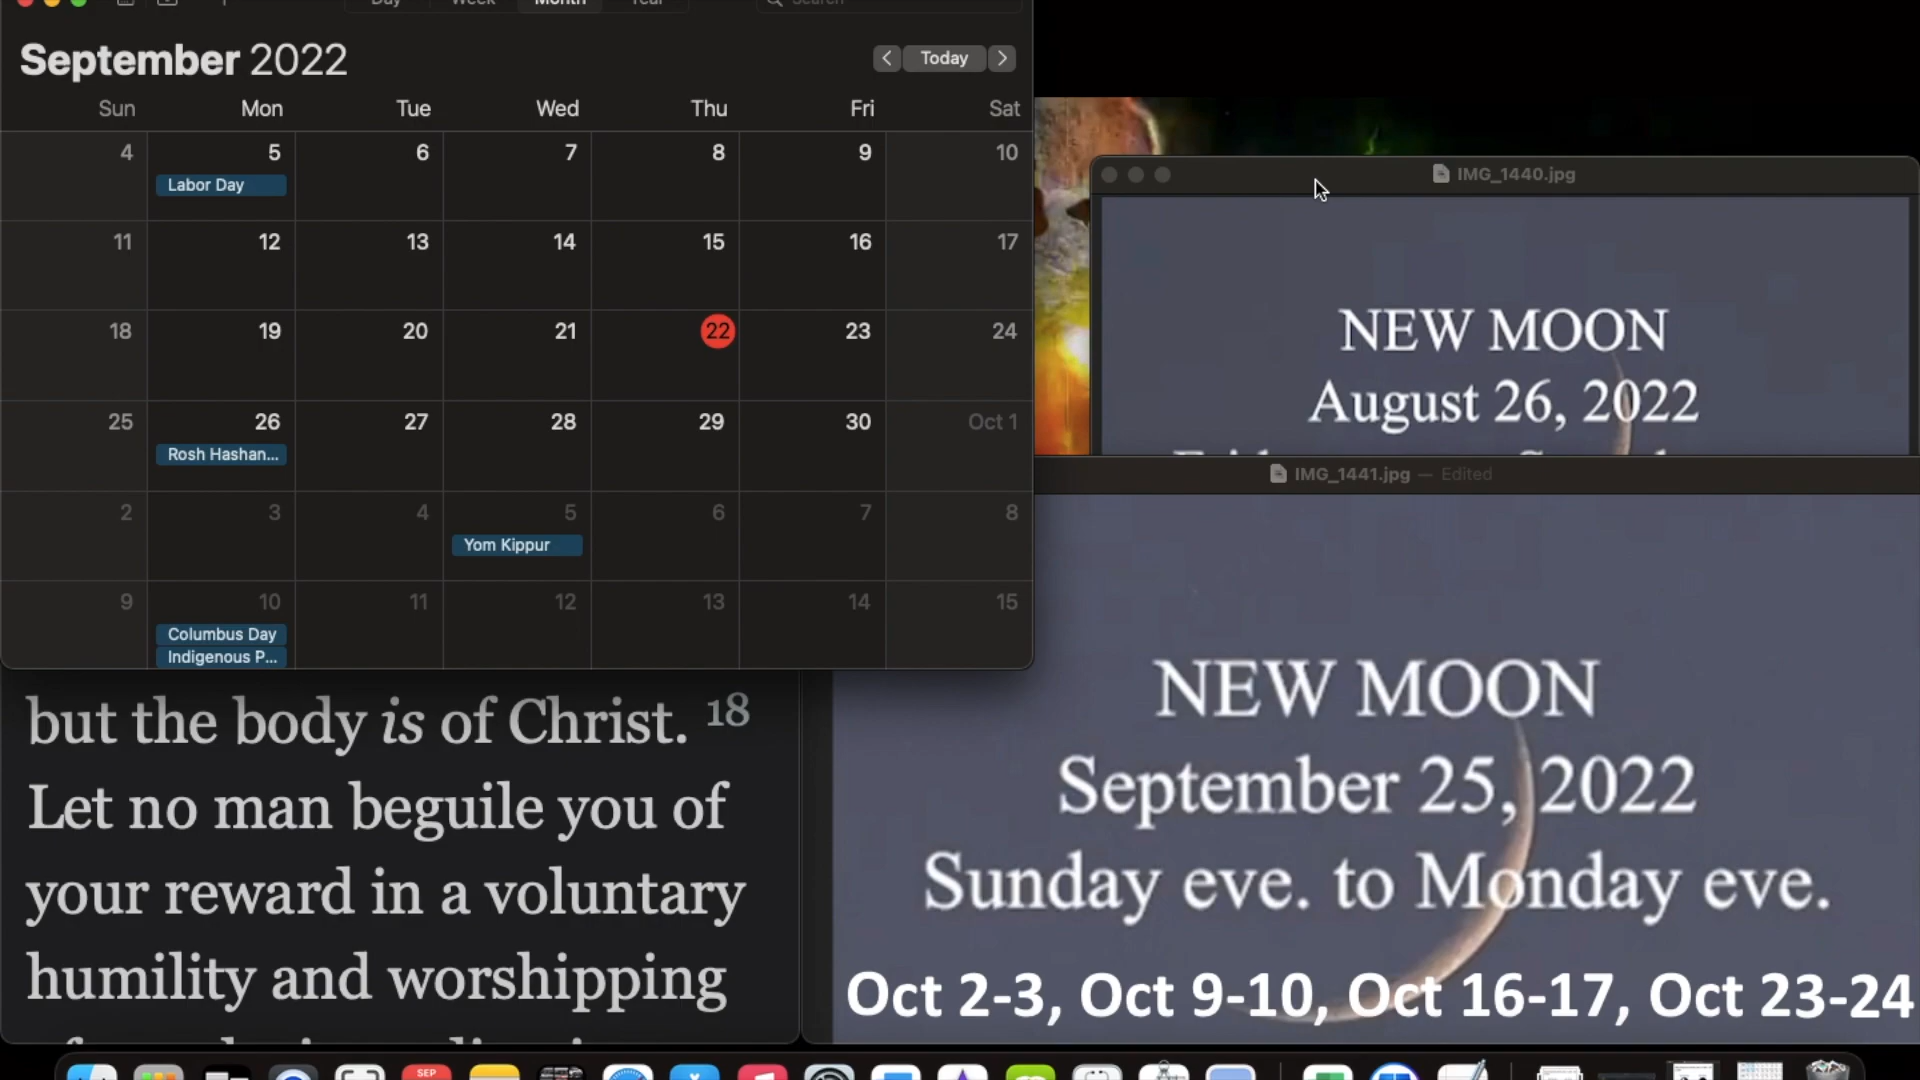 Day Week Month Year Search
September 2022
Today
Sun Mon Tue Wed Thu Fri Sat
4 5 6 7 8 9 10
Labor Day
11 12 13 14 15 16 17
18 19 20 21 22 23 24
25 26 27 28 29 30 Oct 1
Rosh Hashan...
2 3 4 5 6 7 8
Yom Kippur
9 10 11 12 13 14 15
Columbus Day
Indigenous P...
IMG_1440.jpg
NEW MOON
August 26, 2022
IMG_1441.jpg — Edited
NEW MOON
September 25, 2022
Sunday eve. to Monday eve.
Oct 2-3, Oct 9-10, Oct 16-17, Oct 23-24
but the body is of Christ. 18
Let no man beguile you of
your reward in a voluntary
humility and worshipping
SEP